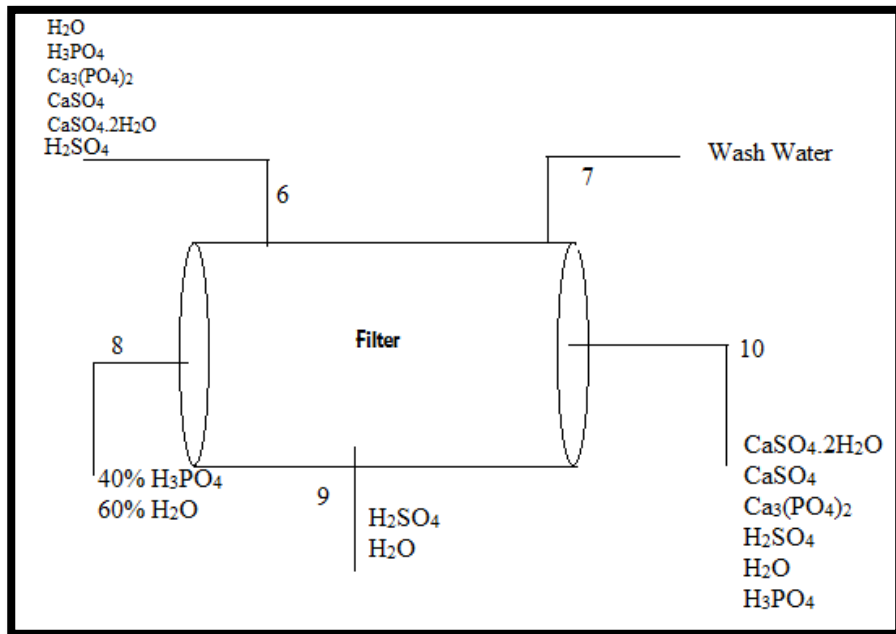 H₂O
H₃PO₄
Ca₃(PO₄)₂
CaSO₄
CaSO₄.2H₂O
H₂SO₄
6
7
Wash Water
Filter
8
10
40% H₃PO₄
60% H₂O
9
H₂SO₄
H₂O
CaSO₄.2H₂O
CaSO₄
Ca₃(PO₄)₂
H₂SO₄
H₂O
H₃PO₄